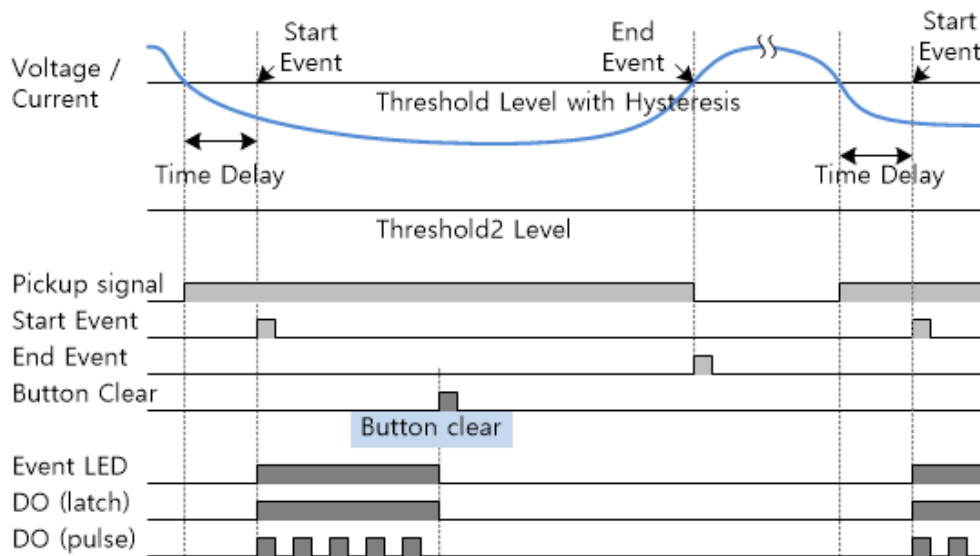 Start
Event
End
Event
Start
Event
Voltage /
Current
Threshold Level with Hysteresis
Time Delay
Time Delay
Threshold2 Level
Pickup signal
Start Event
End Event
Button Clear
Button clear
Event LED
DO (latch)
DO (pulse)